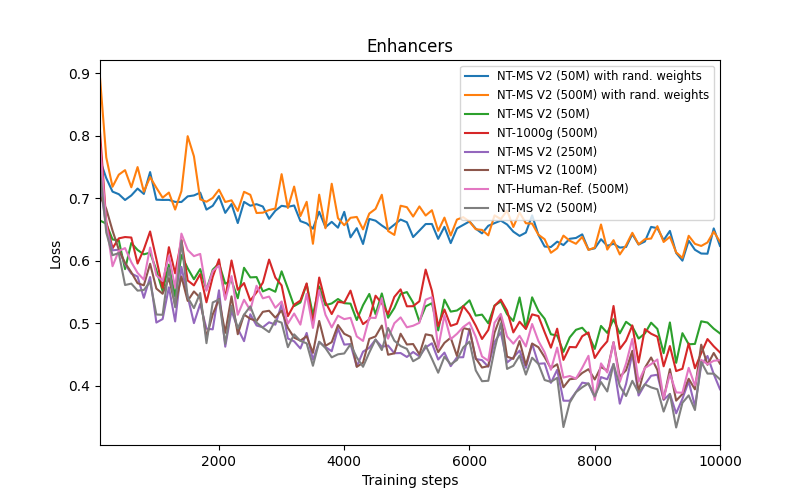 Enhancers
0.9
0.8
0.7
0.6
0.5
0.4
Loss
NT-MS V2 (50M) with rand. weights
NT-MS V2 (500M) with rand. weights
NT-MS V2 (50M)
NT-1000g (500M)
NT-MS V2 (250M)
NT-MS V2 (100M)
NT-Human-Ref. (500M)
NT-MS V2 (500M)
2000 4000 6000 8000 10000
Training steps